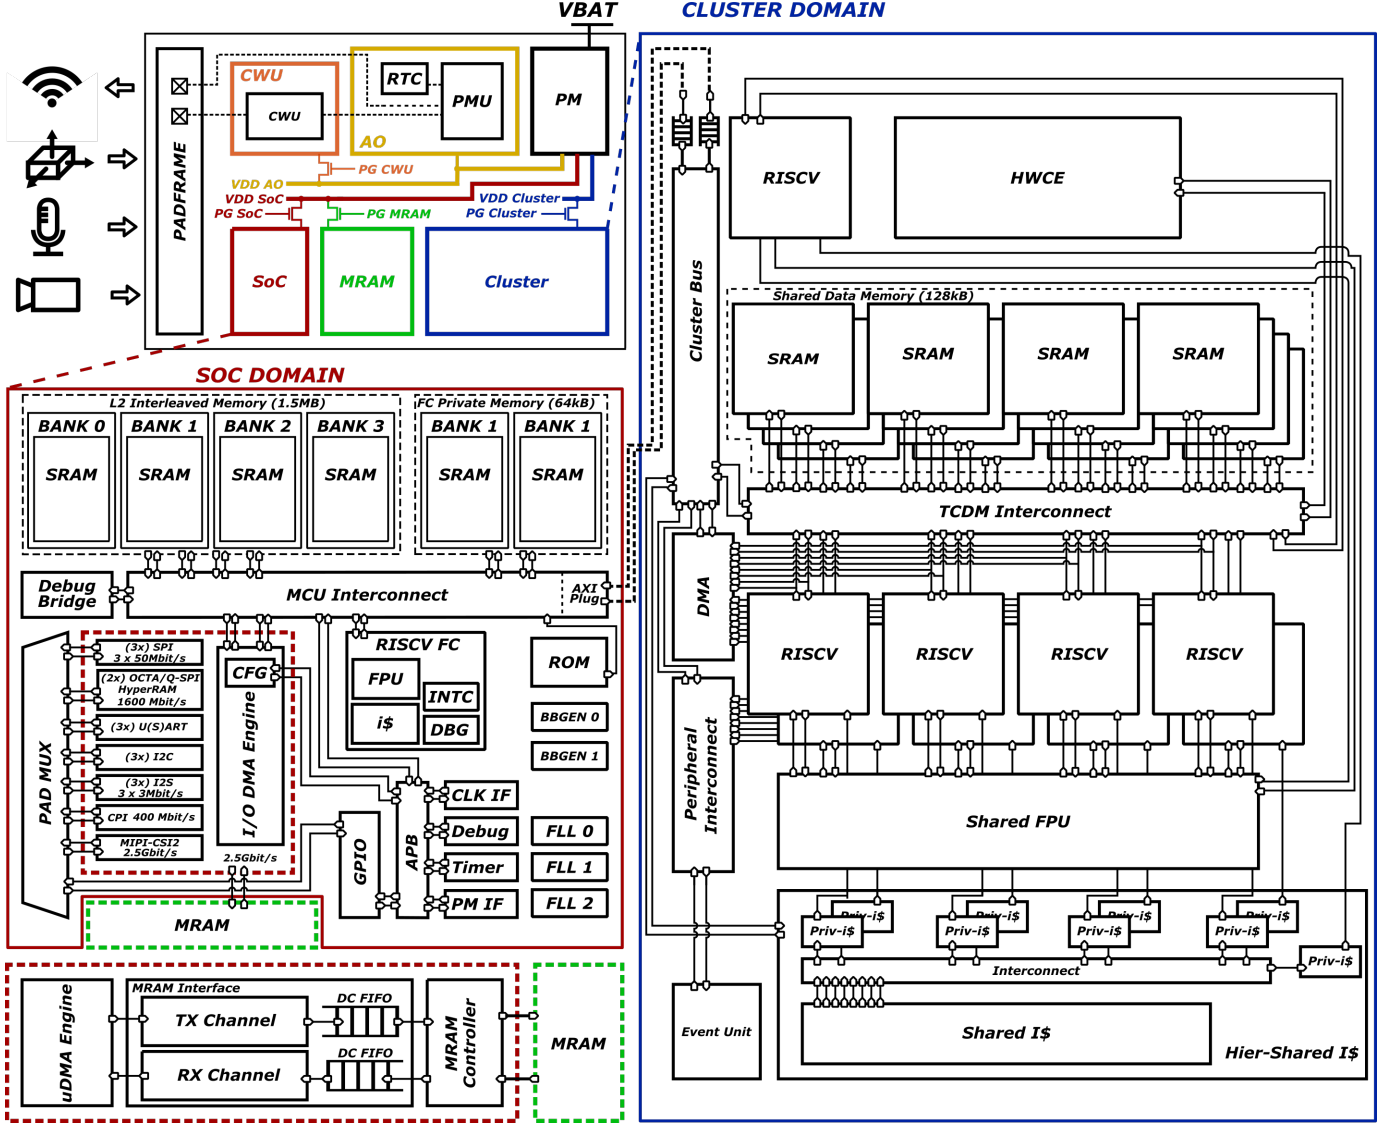 VBAT
CLUSTER DOMAIN
PADFRAME
CWU
CWU
RTC
PMU
AO
PM
PG CWU
VDD AO
VDD SoC
PG SoC
PG MRAM
VDD Cluster
PG Cluster
SoC
MRAM
Cluster
SOC DOMAIN
L2 Interleaved Memory (1.5MB)
FC Private Memory (64kB)
BANK 0
BANK 1
BANK 2
BANK 3
BANK 1
BANK 1
SRAM
SRAM
SRAM
SRAM
SRAM
SRAM
Debug
Bridge
MCU Interconnect
AXI
Plug
PAD MUX
(3x) SPI
3 x 50Mbit/s
(2x) OCTA/Q-SPI
HyperRAM
1600 Mbit/s
(3x) U(S)ART
(3x) I2C
(3x) I2S
3 x 3Mbit/s
CPI 400 Mbit/s
MIPI-CSI2
2.5Gbit/s
CFG
I/O DMA Engine
2.5Gbit/s
MRAM
RISCV FC
FPU
INTC
i$
DBG
ROM
BBGEN 0
BBGEN 1
GPIO
APB
CLK IF
Debug
Timer
PM IF
FLL 0
FLL 1
FLL 2
uDMA Engine
MRAM Interface
TX Channel
DC FIFO
RX Channel
DC FIFO
MRAM
Controller
MRAM
Cluster Bus
RISCV
HWCE
Shared Data Memory (128kB)
SRAM
SRAM
SRAM
SRAM
TCDM Interconnect
DMA
RISCV
RISCV
RISCV
RISCV
Peripheral
Interconnect
Shared FPU
Priv-i$
Priv-i$
Priv-i$
Priv-i$
Priv-i$
Priv-i$
Priv-i$
Priv-i$
Interconnect
Priv-i$
Event Unit
Shared I$
Hier-Shared I$